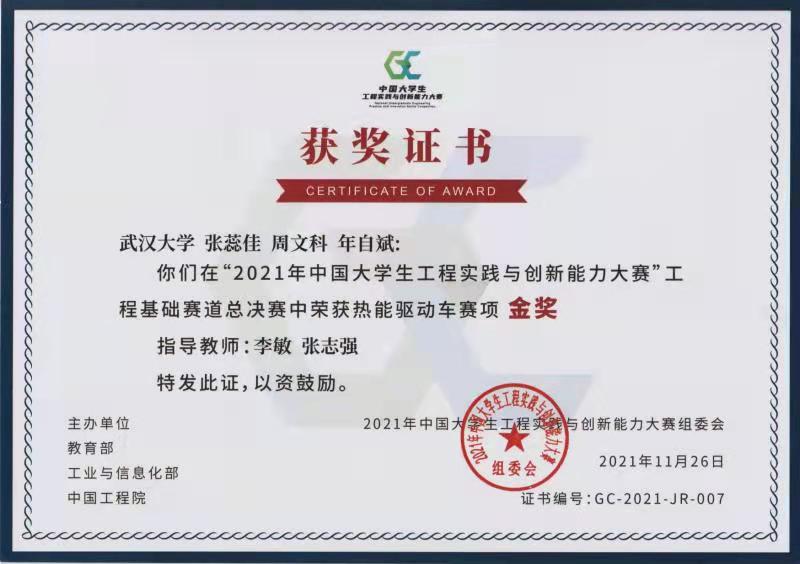 中国大学生
工程实践与创新能力大赛
National Undergraduate Engineering
Practice and Innovation Ability Competition
获奖证书
CERTIFICATE OF AWARD
武汉大学 张蕊佳 周文科 年自斌:
你们在“2021年中国大学生工程实践与创新能力大赛”工
程基础赛道总决赛中荣获热能驱动车赛项 金奖
指导教师:李敏 张志强
特发此证,以资鼓励。
主办单位
教育部
工业与信息化部
中国工程院
2021年中国大学生工程实践与创新能力大赛组委会
2021年11月26日
证书编号:GC-2021-JR-007
2021年中国大学生工程实践与创新能力大赛
组委会